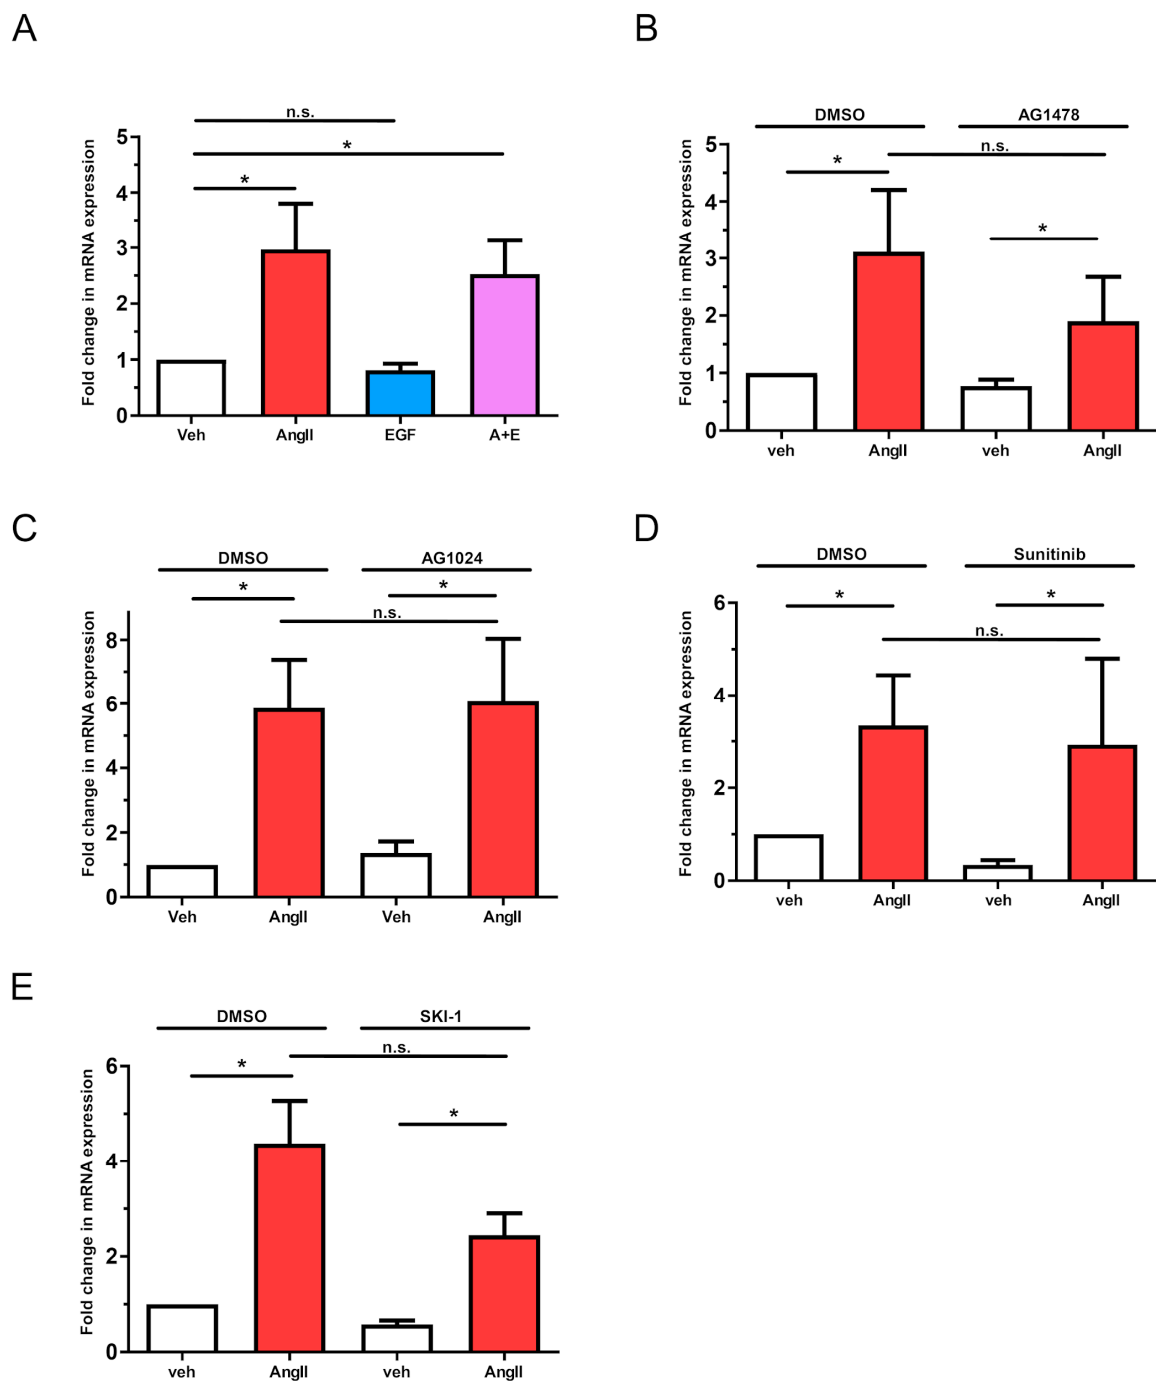 A
n.s.
*
*
5
4
3
2
1
0
Fold change in mRNA expression
Veh AngII EGF A+E
B
DMSO AG1478
n.s.
*
*
5
4
3
2
1
0
Fold change in mRNA expression
veh AngII veh AngII
C
DMSO AG1024
* *
n.s.
8
6
4
2
0
Fold change in mRNA expression
Veh AngII Veh AngII
D
DMSO Sunitinib
* *
n.s.
6
4
2
0
Fold change in mRNA expression
veh AngII veh AngII
E
DMSO SKI-1
n.s.
*
*
6
4
2
0
Fold change in mRNA expression
veh AngII veh AngII